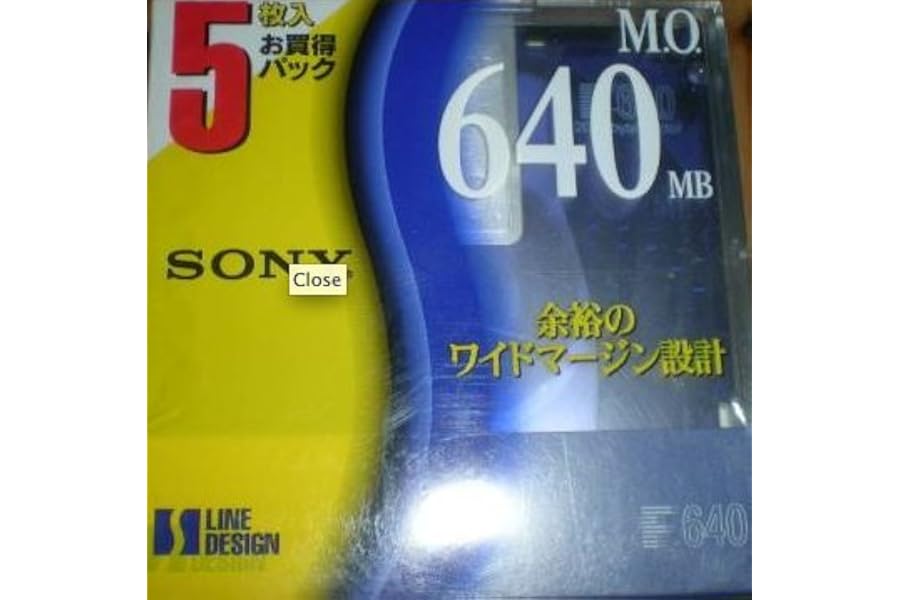 5
枚入
お買得
パック
M.O.
640
MB
SONY
Close
余裕の
ワイドマージン設計
LINE
DESIGN
640